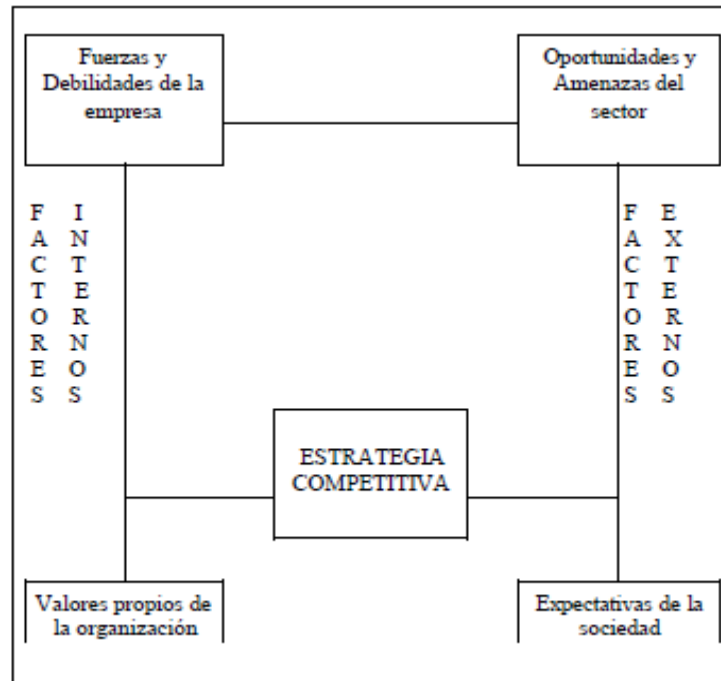 Fuerzas y
Debilidades de la
empresa
Oportunidades y
Amenazas del
sector
FACTORES
INTERNOS
FACTORES
EXTERNOS
ESTRATEGIA
COMPETITIVA
Valores propios de
la organización
Expectativas de la
sociedad